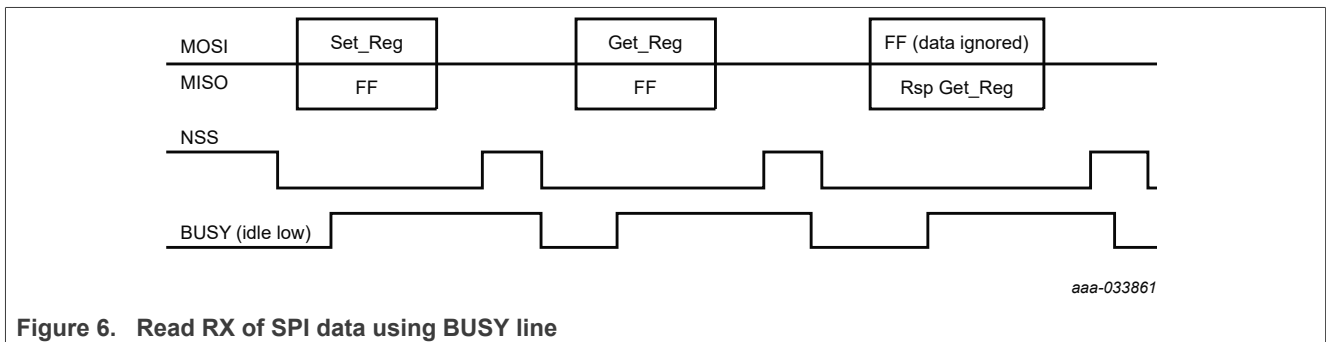 MOSI
Set_Reg
Get_Reg
FF (data ignored)
MISO
FF
FF
Rsp Get_Reg
NSS
BUSY (idle low)
aaa-033861
Figure 6. Read RX of SPI data using BUSY line